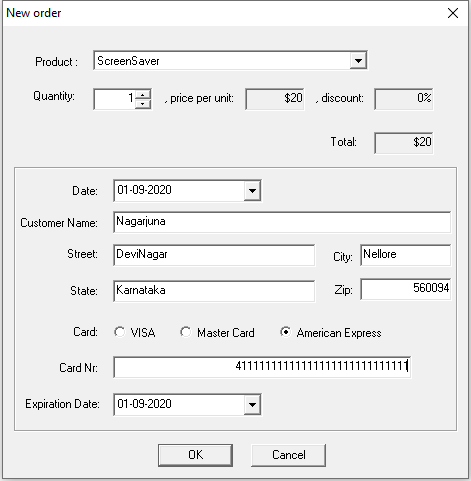 New order
Product :
ScreenSaver
Quantity: 1 , price per unit: $20 , discount: 0%
Total: $20
Date: 01-09-2020
Customer Name: Nagarjuna
Street: DeviNagar City: Nellore
State: Karnataka Zip: 560094
Card: VISA Master Card American Express
Card Nr:
Expiration Date: 01-09-2020
OK Cancel